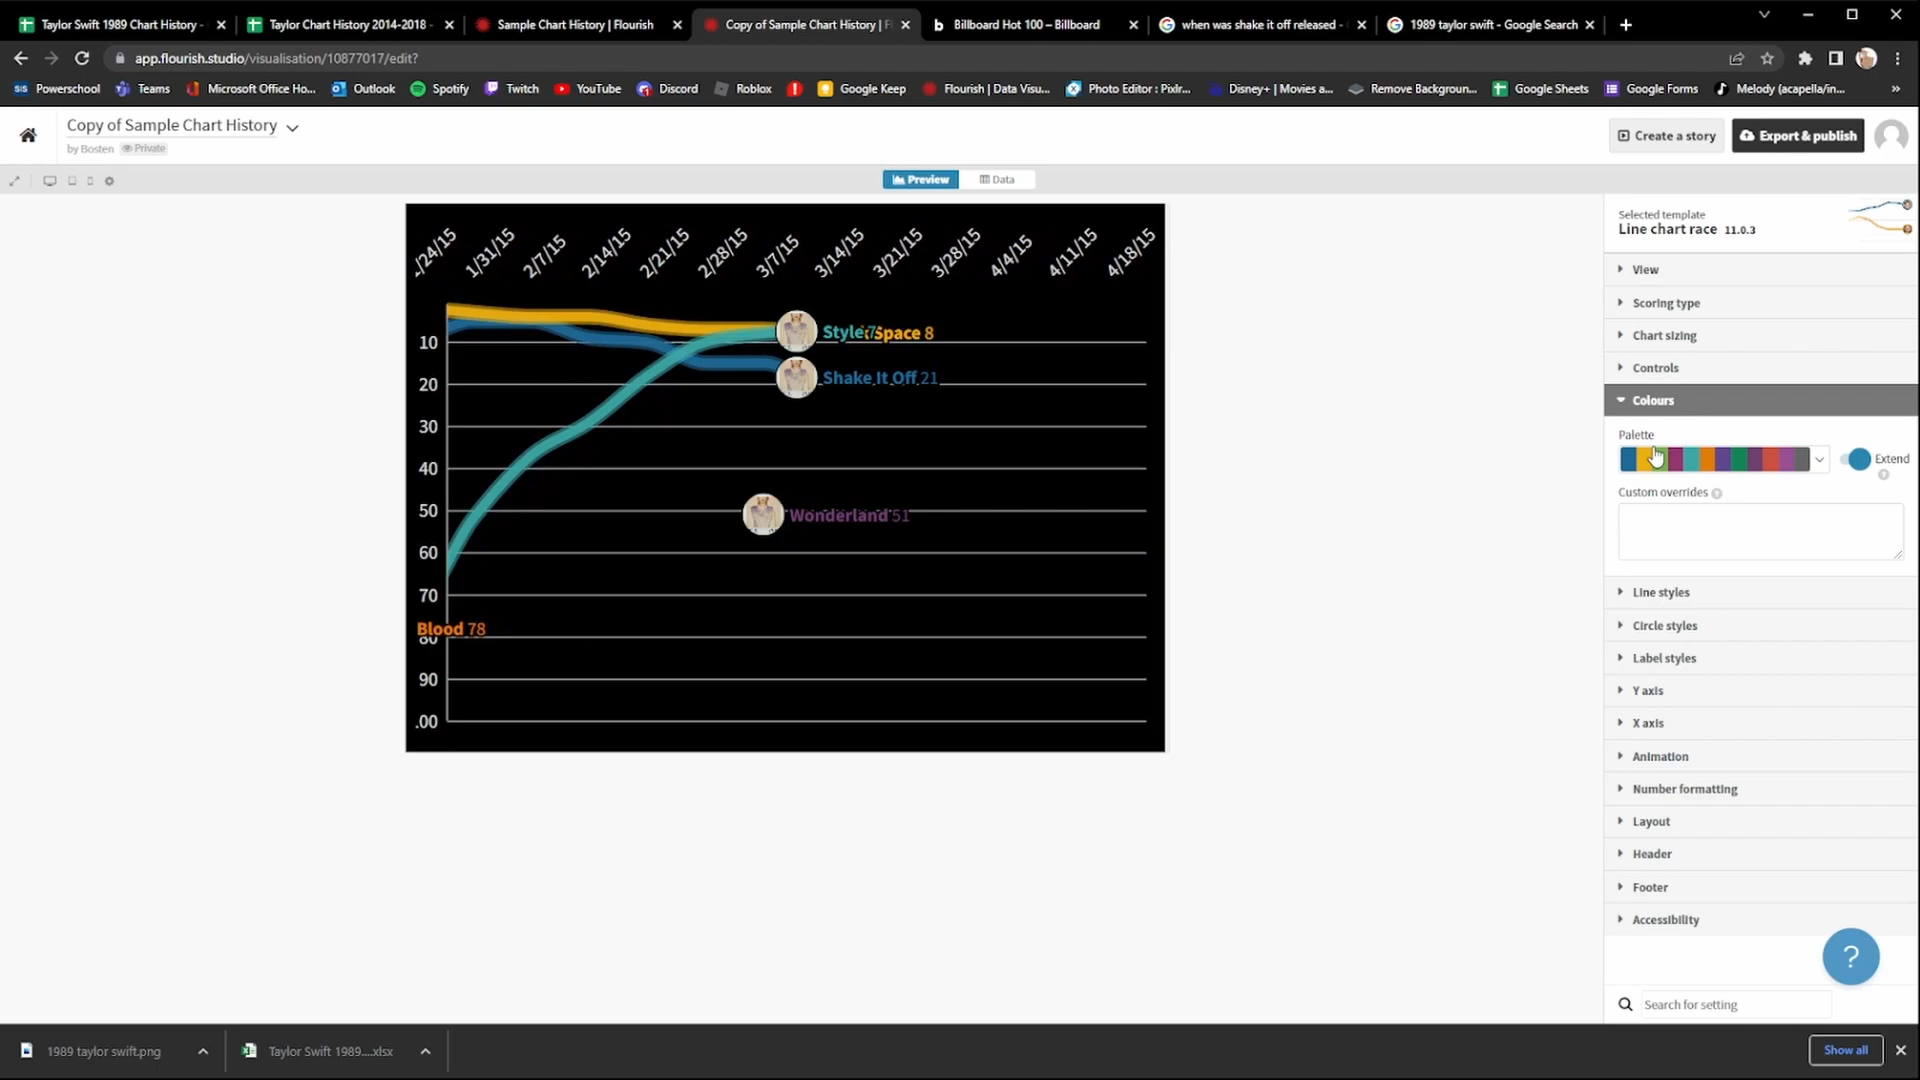 Taylor Swift 1989 Chart History -
Taylor Chart History 2014-2018 -
Sample Chart History | Flourish
Copy of Sample Chart History | Fl
Billboard Hot 100 – Billboard
when was shake it off released -
1989 taylor swift - Google Search
app.flourish.studio/visualisation/10877017/edit?
SIS Powerschool
Teams
Microsoft Office Ho...
Outlook
Spotify
Twitch
YouTube
Discord
Roblox
Google Keep
Flourish | Data Visu...
Photo Editor : Pixlr...
Disney+ | Movies a...
Remove Backgroun...
Google Sheets
Google Forms
Melody (acapella/in...
»
Copy of Sample Chart History
by Bosten Private
Create a story
Export & publish
Preview
Data
/24/15
1/31/15
2/7/15
2/14/15
2/21/15
2/28/15
3/7/15
3/14/15
3/21/15
3/28/15
4/4/15
4/11/15
4/18/15
Style 7
Space 8
10
Shake It Off 21
20
30
40
50
Wonderland 51
60
70
Blood 78
80
90
.00
Selected template
Line chart race 11.0.3
View
Scoring type
Chart sizing
Controls
Colours
Palette
Extend
?
Custom overrides ?
Line styles
Circle styles
Label styles
Y axis
X axis
Animation
Number formatting
Layout
Header
Footer
Accessibility
?
Search for setting
1989 taylor swift.png
Taylor Swift 1989....xlsx
Show all